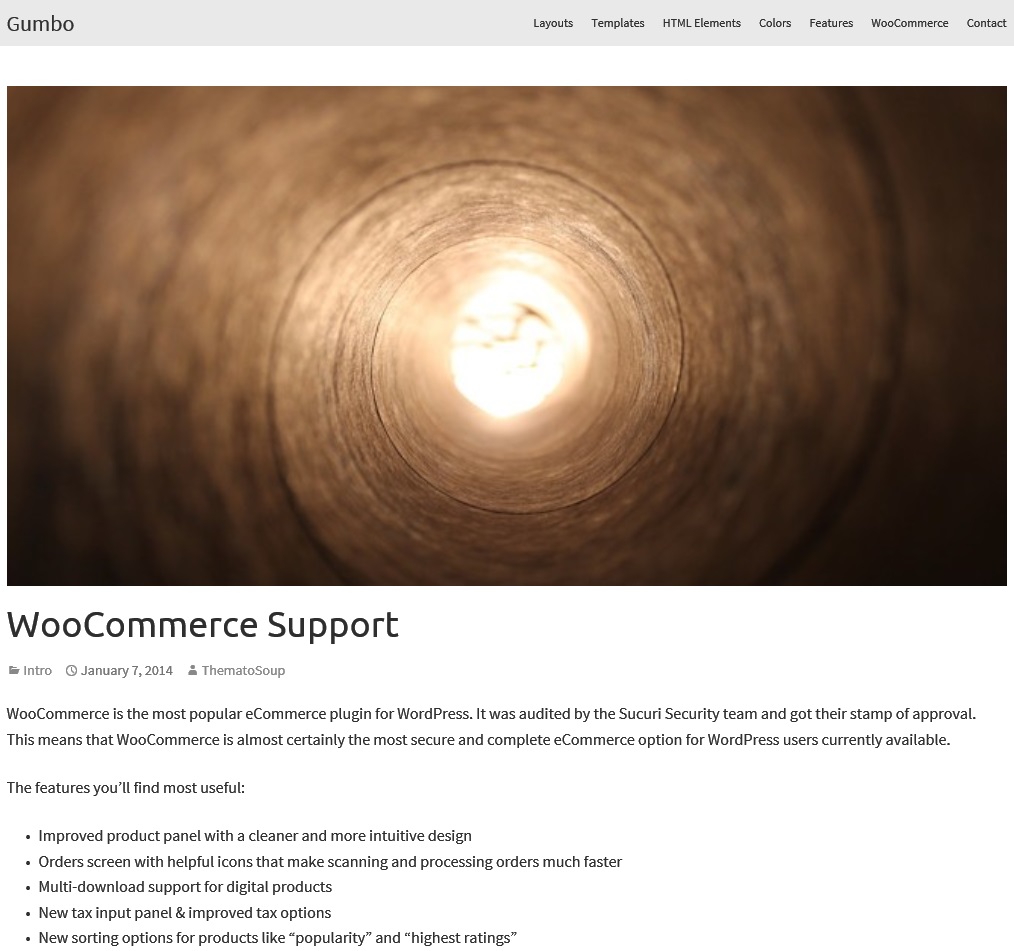 Gumbo
Layouts Templates HTML Elements Colors Features WooCommerce Contact
WooCommerce Support
Intro January 7, 2014 ThematoSoup
WooCommerce is the most popular eCommerce plugin for WordPress. It was audited by the Sucuri Security team and got their stamp of approval.
This means that WooCommerce is almost certainly the most secure and complete eCommerce option for WordPress users currently available.
The features you’ll find most useful:
• Improved product panel with a cleaner and more intuitive design
• Orders screen with helpful icons that make scanning and processing orders much faster
• Multi-download support for digital products
• New tax input panel & improved tax options
• New sorting options for products like “popularity” and “highest ratings”